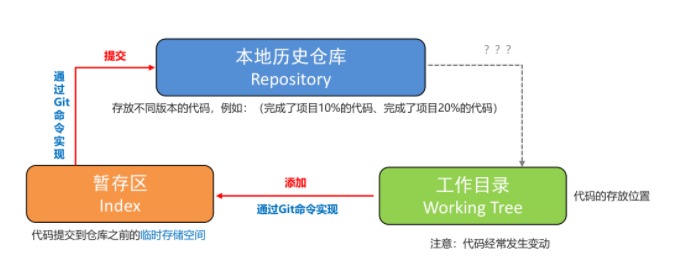 提交
本地历史仓库
Repository
? ? ?
通过Git命令实现
存放不同版本的代码，例如：（完成了项目10%的代码、完成了项目20%的代码）
暂存区
Index
添加
通过Git命令实现
工作目录
Working Tree
代码的存放位置
代码提交到仓库之前的临时存储空间
注意：代码经常发生变动